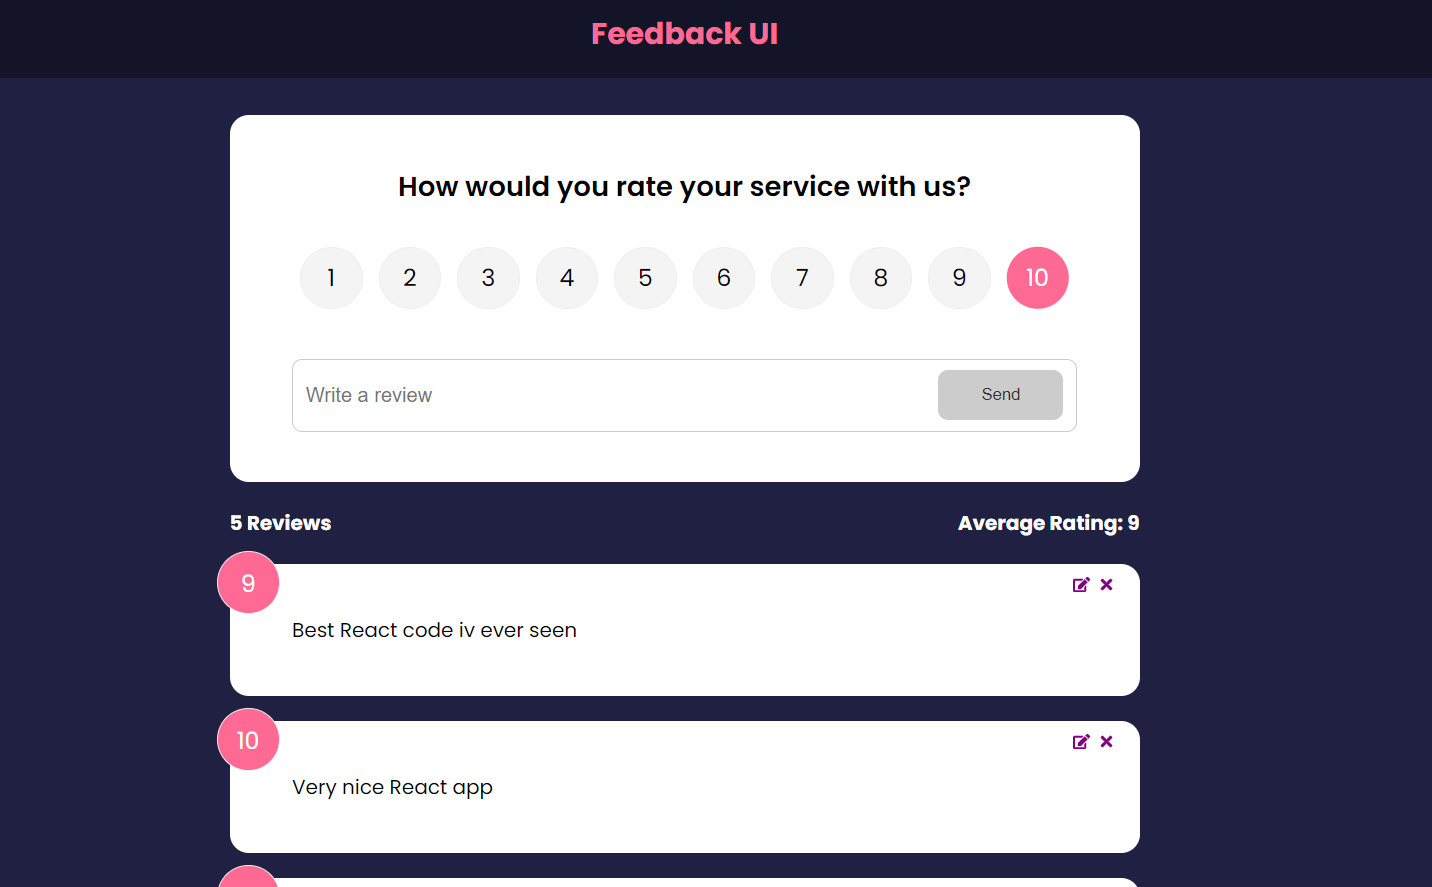 Feedback UI
How would you rate your service with us?
1 2 3 4 5 6 7 8 9 10
Write a review Send
5 Reviews Average Rating: 9
9
Best React code iv ever seen
10
Very nice React app